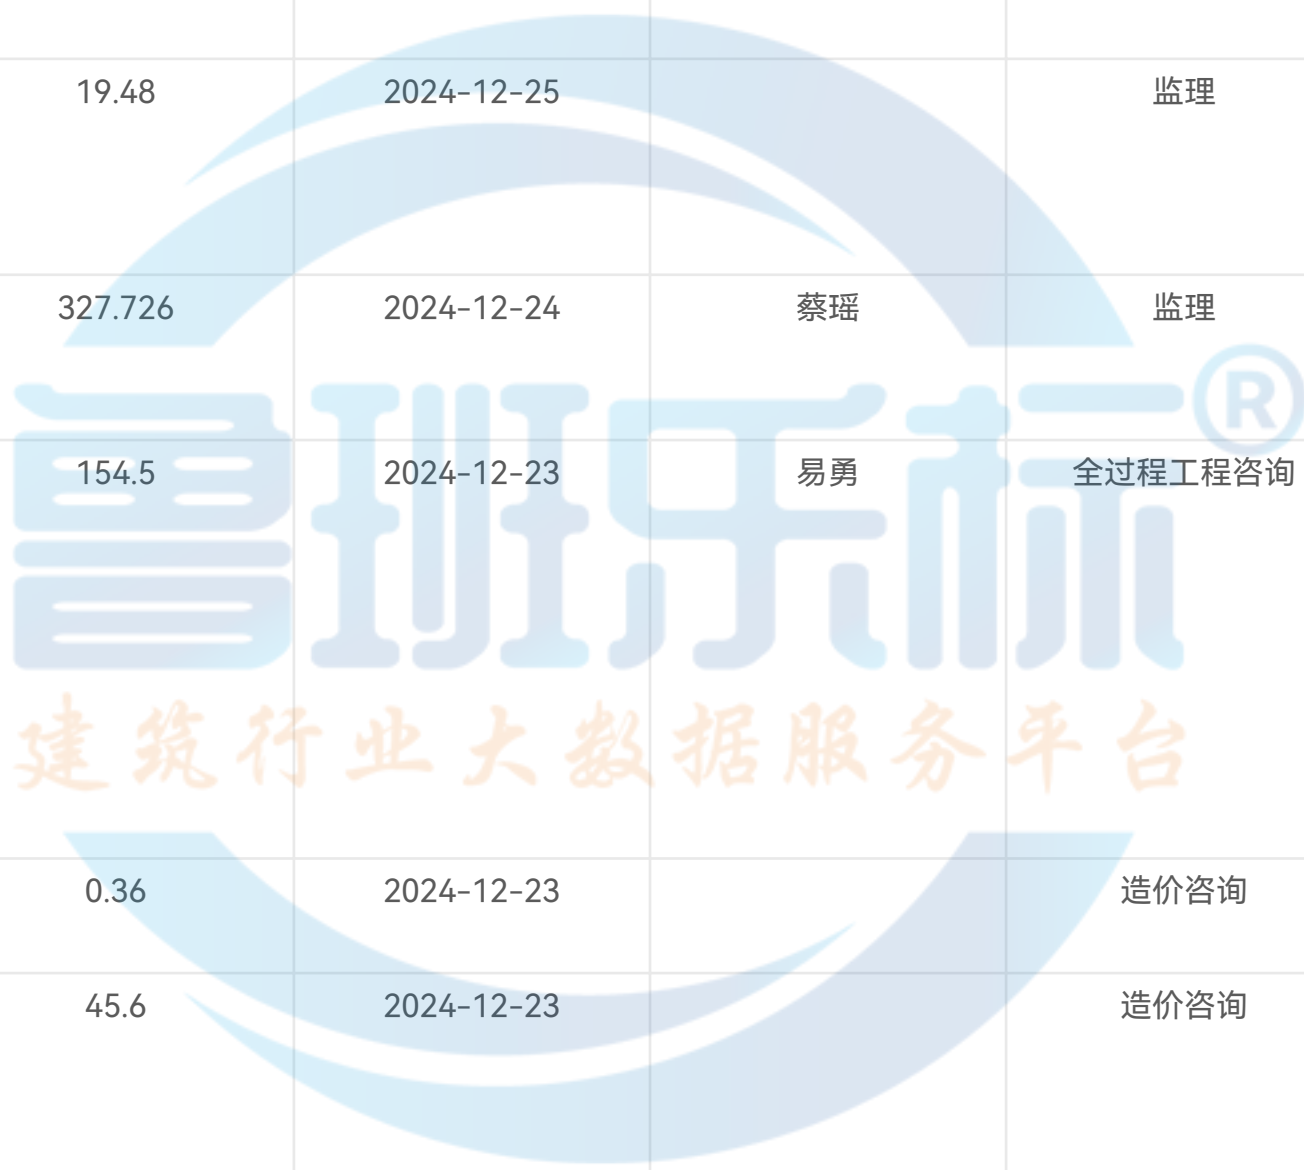 19.48 2024-12-25 监理
327.726 2024-12-24 蔡瑶 监理
鲁班乐标®
154.5 2024-12-23 易勇 全过程工程咨询
建筑行业大数据服务平台
0.36 2024-12-23 造价咨询
45.6 2024-12-23 造价咨询